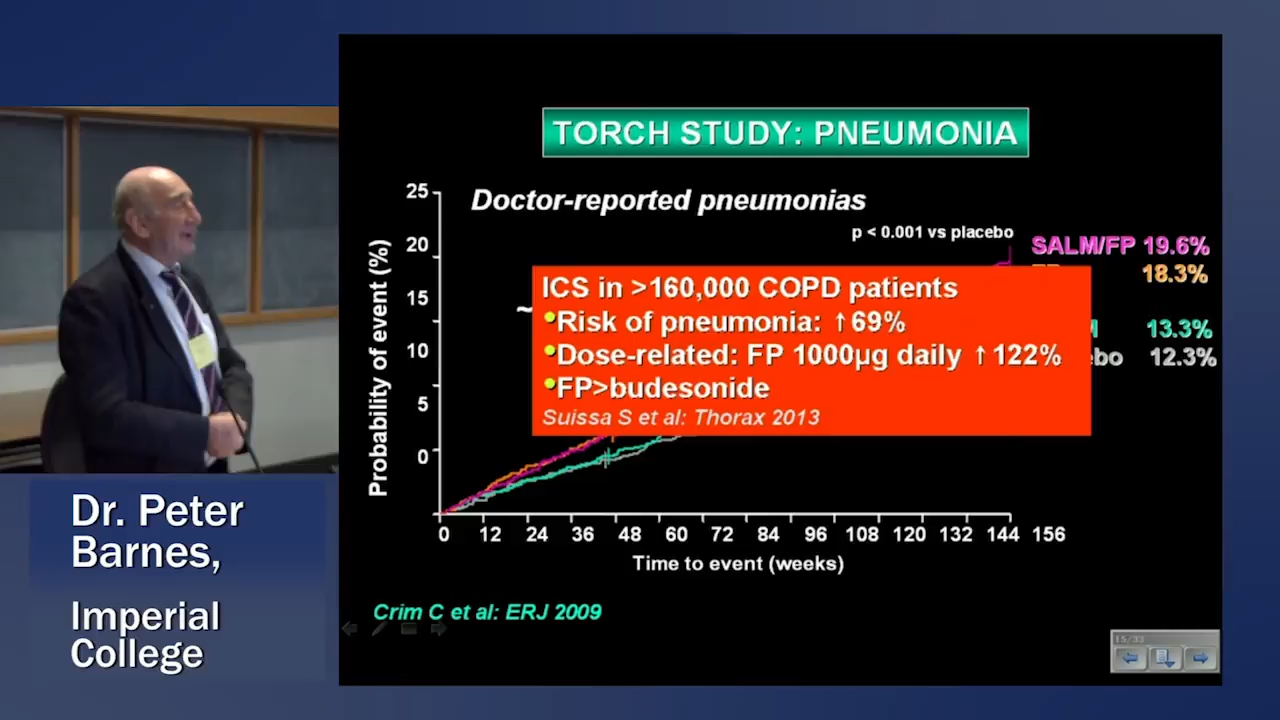 TORCH STUDY: PNEUMONIA
Doctor-reported pneumonias
p < 0.001 vs placebo
SALM/FP 19.6%
18.3%
13.3%
12.3%
25
20
15
10
5
0
Probability of event (%)
~
ICS in >160,000 COPD patients
•Risk of pneumonia: ↑69%
•Dose-related: FP 1000µg daily ↑122%
•FP>budesonide
Suissa S et al: Thorax 2013
0 12 24 36 48 60 72 84 96 108 120 132 144 156
Time to event (weeks)
Crim C et al: ERJ 2009
15/33
Dr. Peter
Barnes,
Imperial
College